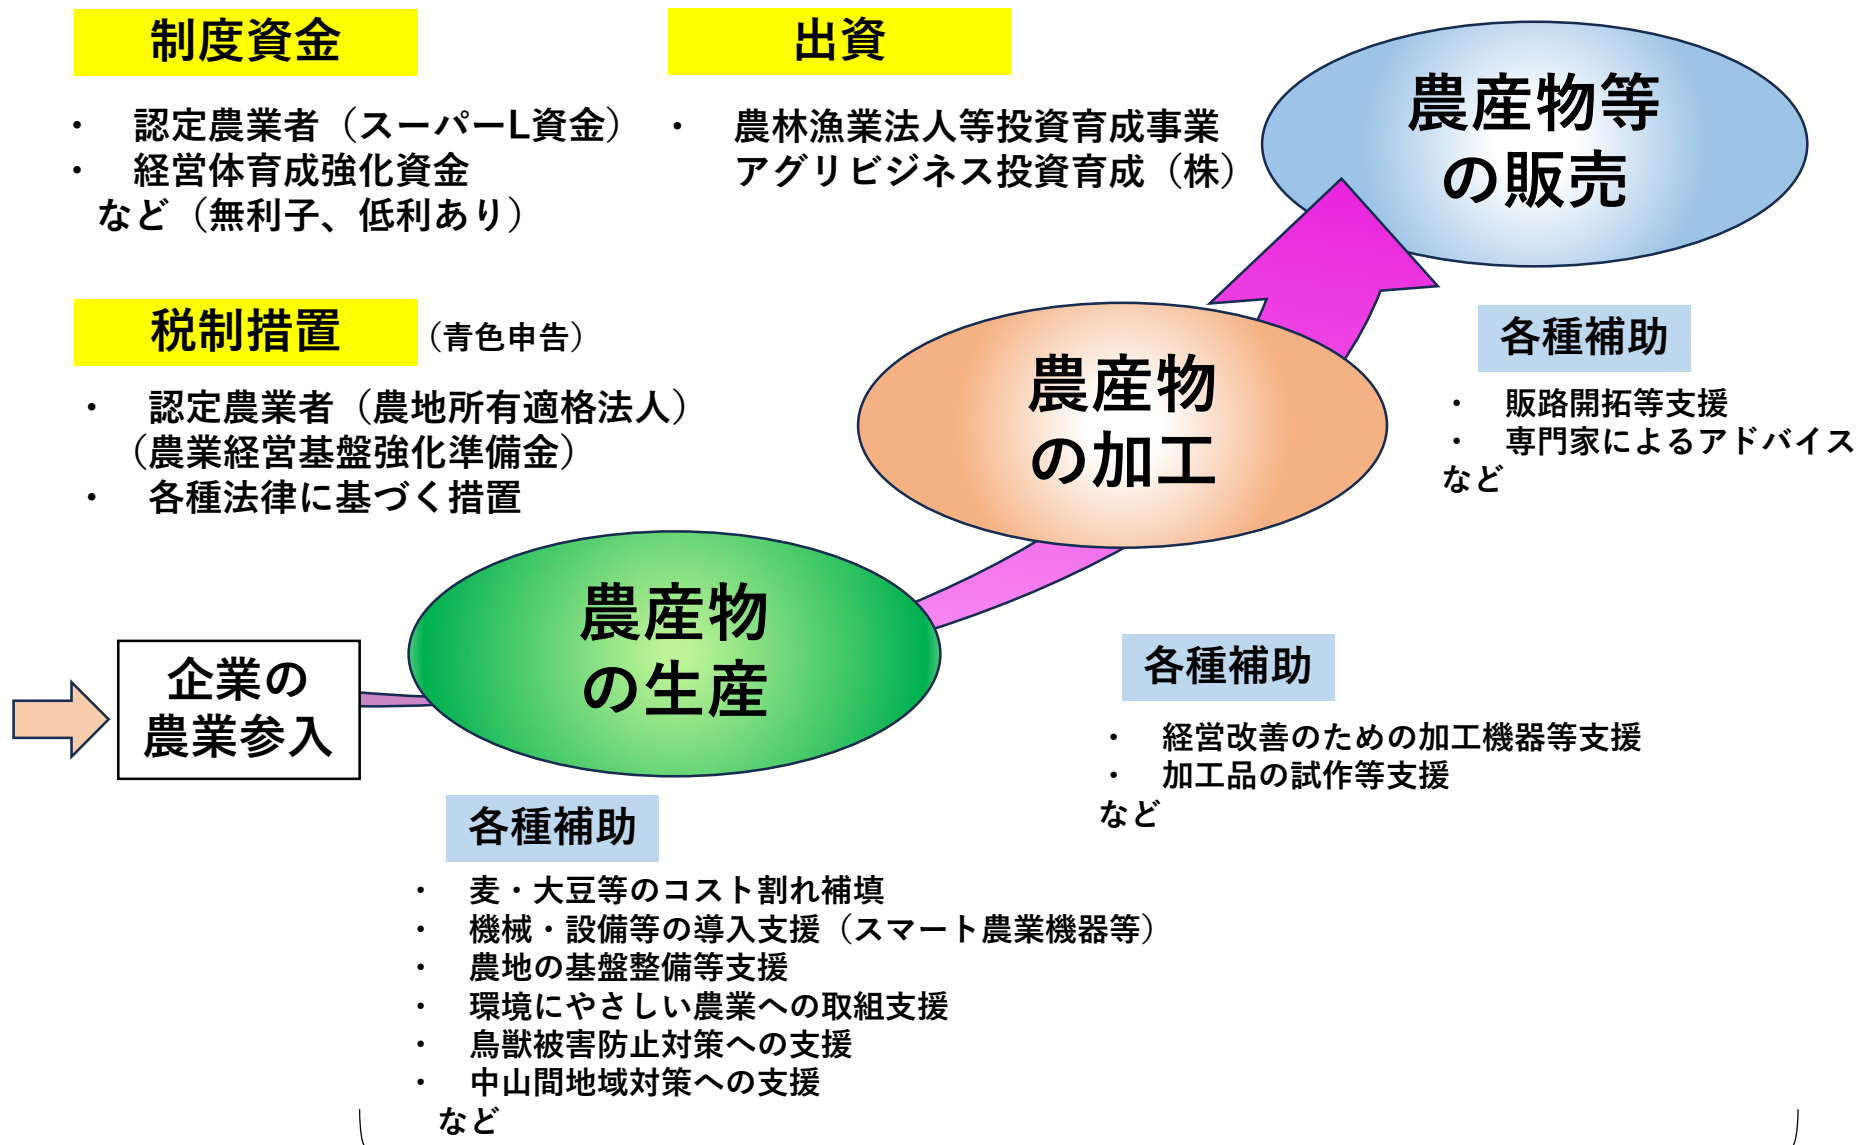 制度資金
・　認定農業者（スーパーL資金）
・　経営体育成強化資金
など（無利子、低利あり）
出資
・　農林漁業法人等投資育成事業
アグリビジネス投資育成（株）
農産物等
の販売
税制措置
（青色申告）
・　認定農業者（農地所有適格法人）
（農業経営基盤強化準備金）
・　各種法律に基づく措置
農産物
の加工
各種補助
・　販路開拓等支援
・　専門家によるアドバイス
など
農産物
の生産
企業の
農業参入
各種補助
・　経営改善のための加工機器等支援
・　加工品の試作等支援
など
各種補助
・　麦・大豆等のコスト割れ補填
・　機械・設備等の導入支援（スマート農業機器等）
・　農地の基盤整備等支援
・　環境にやさしい農業への取組支援
・　鳥獣被害防止対策への支援
・　中山間地域対策への支援
など